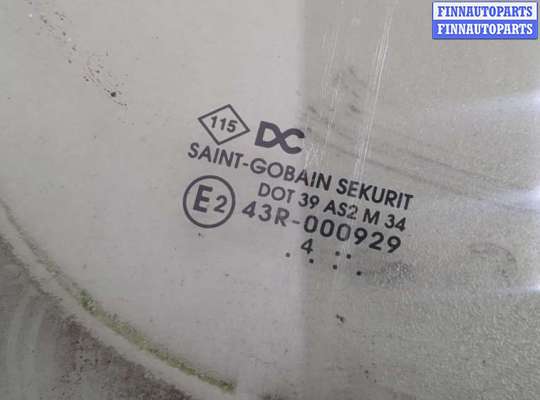 FINNAUTOPARTS
FINNAUTOPARTS
115 DC
SAINT-GOBAIN SEKURIT
DOT 39 AS2 M 34
E2 43R-000929
4